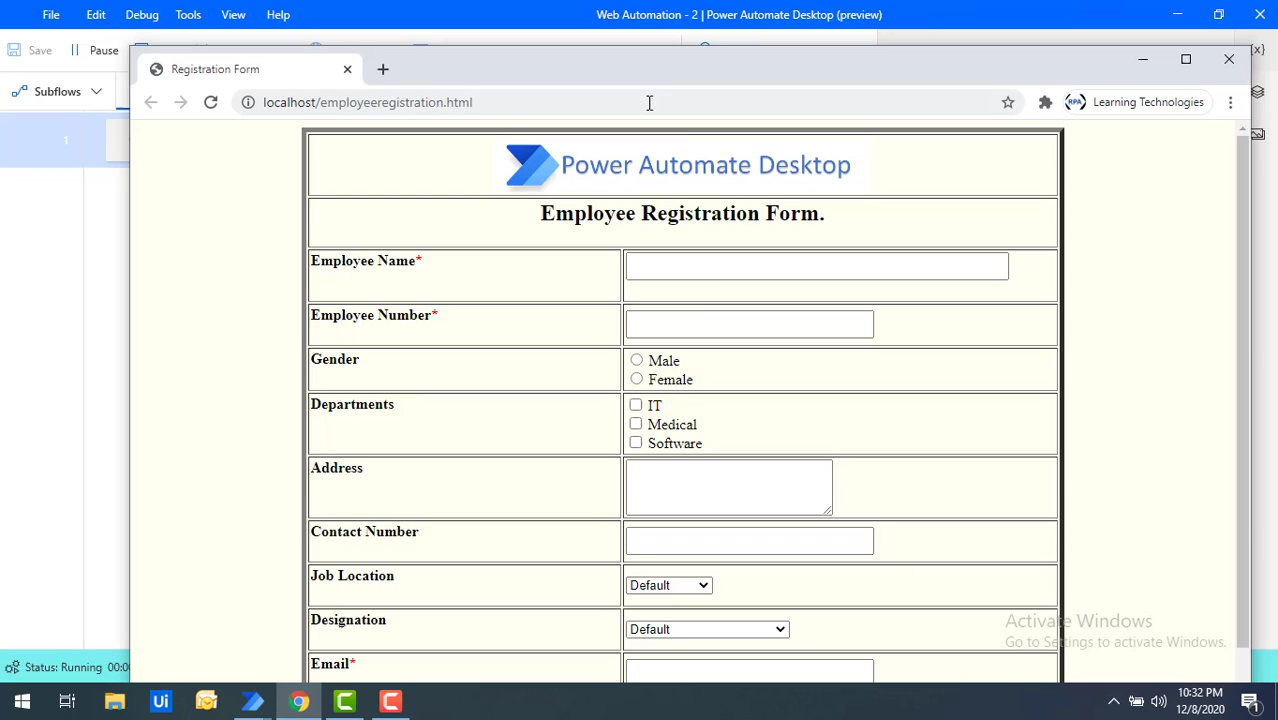 File Edit Debug Tools View Help Web Automation - 2 | Power Automate Desktop (preview)
Save Pause
Registration Form
Subflows
localhost/employeeregistration.html
Learning Technologies
1
Power Automate Desktop
Employee Registration Form.
Employee Name*
Employee Number*
Gender
Male
Female
Departments
IT
Medical
Software
Address
Contact Number
Job Location Default
Designation Default
Email*
Activate Windows
Go to Settings to activate Windows.
Status: Running 00:0
10:32 PM
12/8/2020